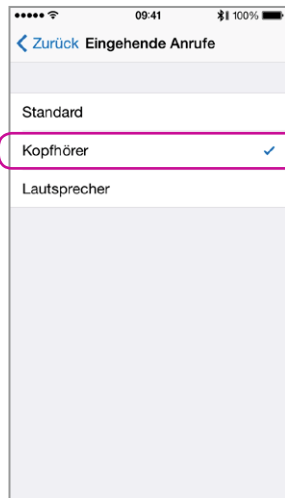 09:41 100%
Zurück Eingehende Anrufe
Standard
Kopfhörer
Lautsprecher